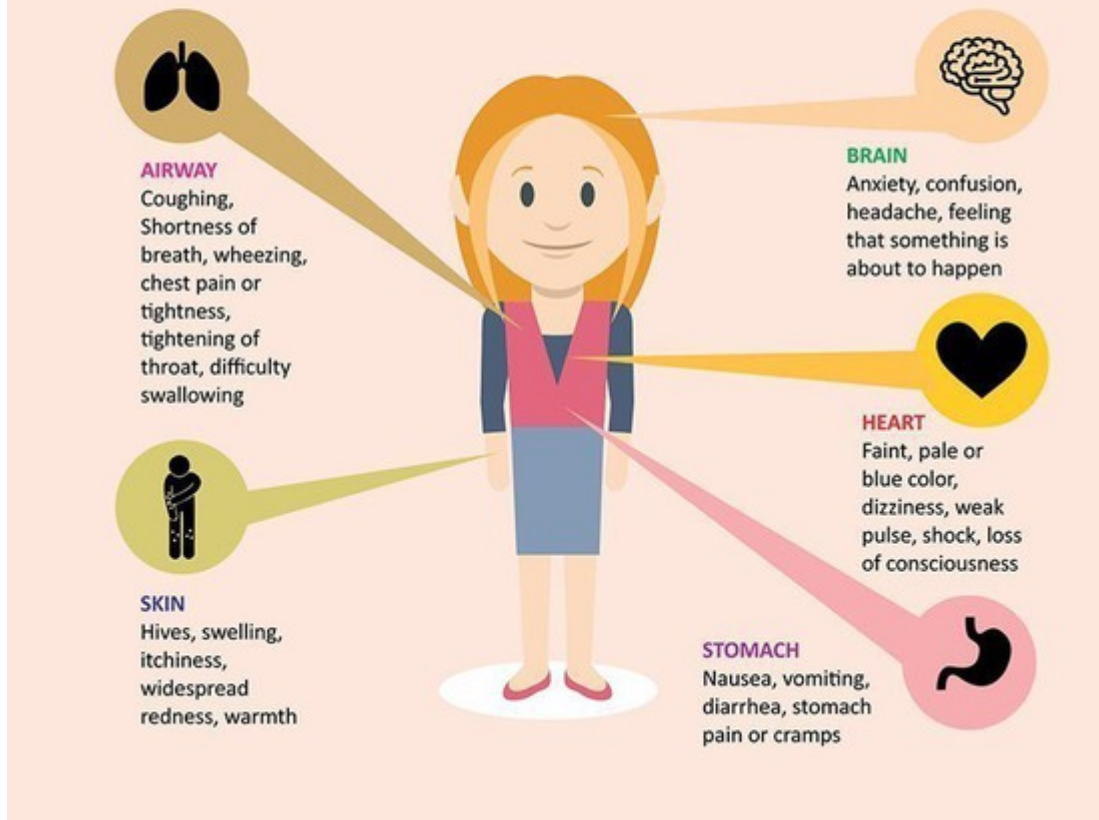 AIRWAY
Coughing,
Shortness of
breath, wheezing,
chest pain or
tightness,
tightening of
throat, difficulty
swallowing
SKIN
Hives, swelling,
itchiness,
widespread
redness, warmth
BRAIN
Anxiety, confusion,
headache, feeling
that something is
about to happen
HEART
Faint, pale or
blue color,
dizziness, weak
pulse, shock, loss
of consciousness
STOMACH
Nausea, vomiting,
diarrhea, stomach
pain or cramps